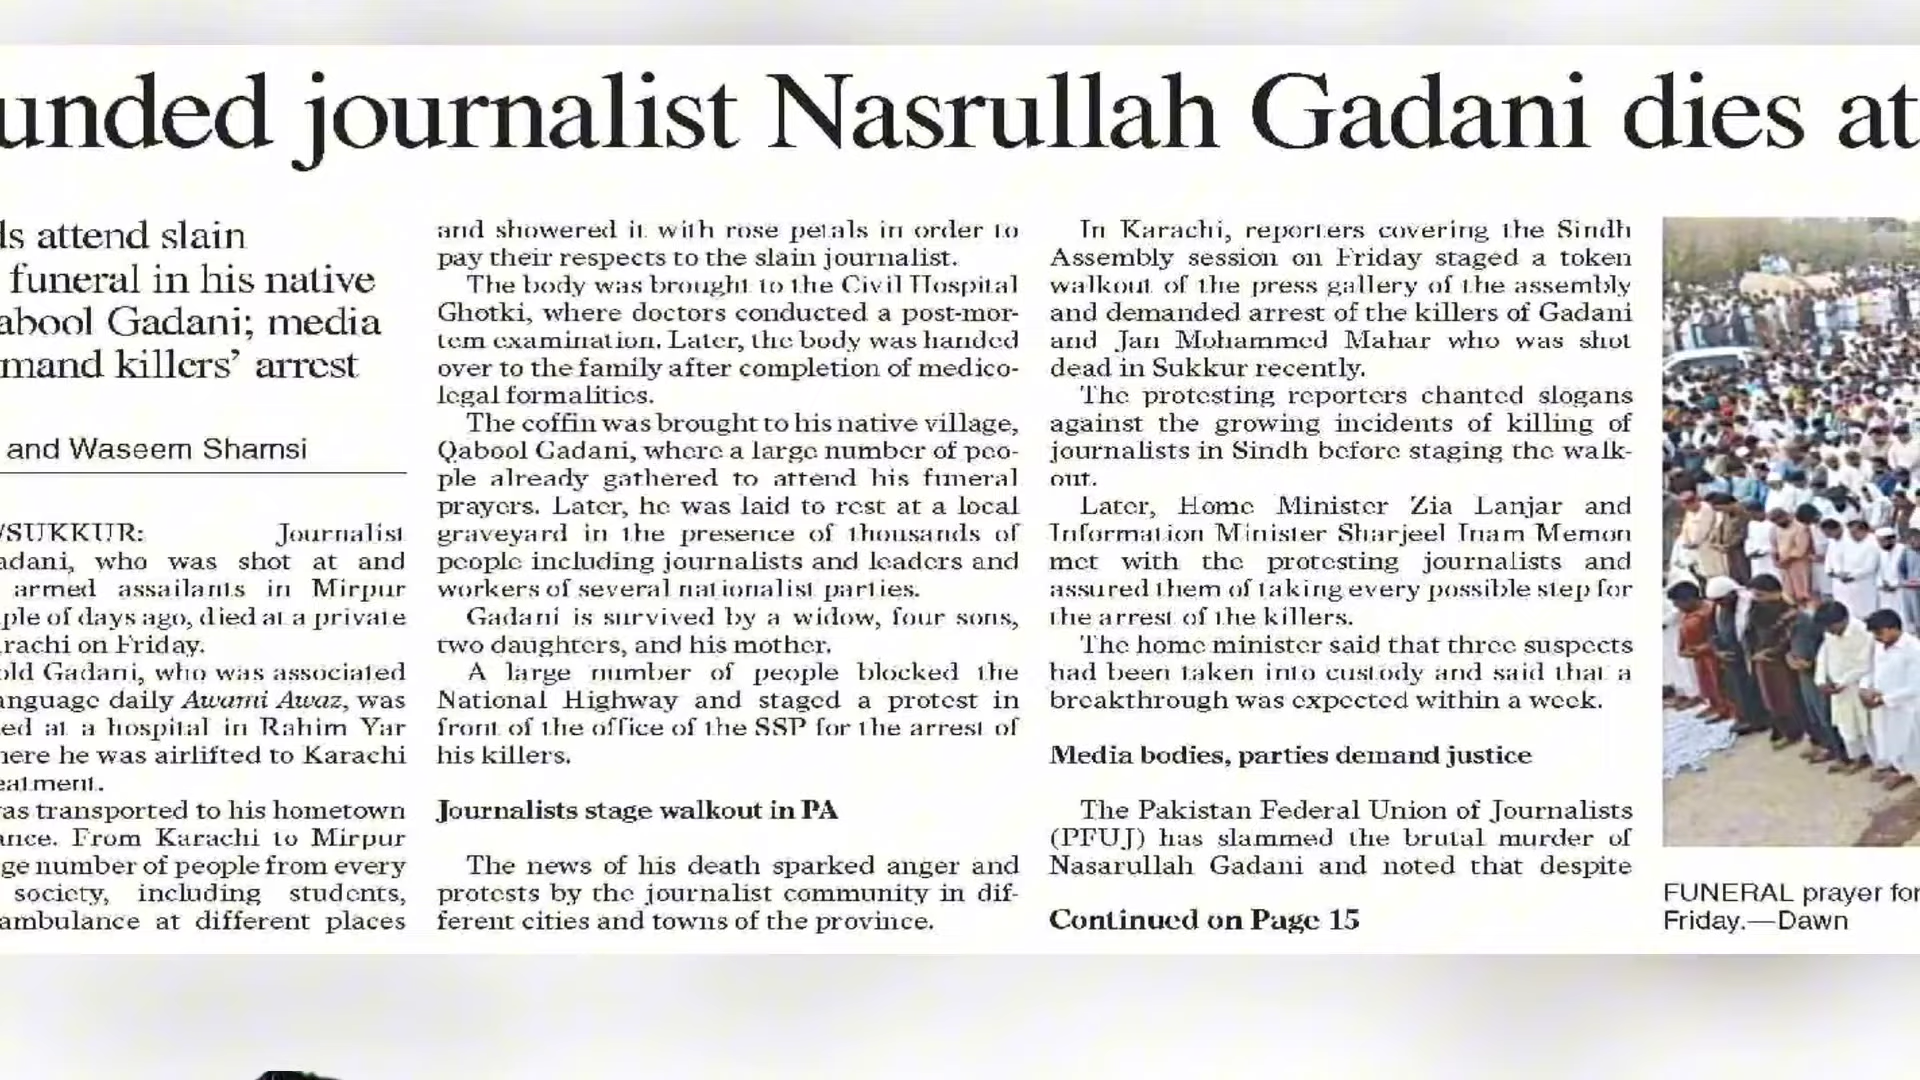 unded journalist Nasrullah Gadani dies at
ds attend slain
funeral in his native
abool Gadani; media
mand killers’ arrest
and Waseem Shamsi
/SUKKUR: Journalist
adani, who was shot at and
armed assailants in Mirpur
ple of days ago, died at a private
rachi on Friday.
old Gadani, who was associated
anguage daily Awami Awaz, was
ed at a hospital in Rahim Yar
here he was airlifted to Karachi
eatment.
as transported to his hometown
ance. From Karachi to Mirpur
ge number of people from every
society, including students,
ambulance at different places
and showered it with rose petals in order to
pay their respects to the slain journalist.
The body was brought to the Civil Hospital
Ghotki, where doctors conducted a post-mor-
tem examination. Later, the body was handed
over to the family after completion of medico-
legal formalities.
The coffin was brought to his native village,
Qabool Gadani, where a large number of peo-
ple already gathered to attend his funeral
prayers. Later, he was laid to rest at a local
graveyard in the presence of thousands of
people including journalists and leaders and
workers of several nationalist parties.
Gadani is survived by a widow, four sons,
two daughters, and his mother.
A large number of people blocked the
National Highway and staged a protest in
front of the office of the SSP for the arrest of
his killers.
Journalists stage walkout in PA
The news of his death sparked anger and
protests by the journalist community in dif-
ferent cities and towns of the province.
In Karachi, reporters covering the Sindh
Assembly session on Friday staged a token
walkout of the press gallery of the assembly
and demanded arrest of the killers of Gadani
and Jan Mohammed Mahar who was shot
dead in Sukkur recently.
The protesting reporters chanted slogans
against the growing incidents of killing of
journalists in Sindh before staging the walk-
out.
Later, Home Minister Zia Lanjar and
Information Minister Sharjeel Inam Memon
met with the protesting journalists and
assured them of taking every possible step for
the arrest of the killers.
The home minister said that three suspects
had been taken into custody and said that a
breakthrough was expected within a week.
Media bodies, parties demand justice
The Pakistan Federal Union of Journalists
(PFUJ) has slammed the brutal murder of
Nasarullah Gadani and noted that despite
Continued on Page 15
FUNERAL prayer for
Friday.—Dawn